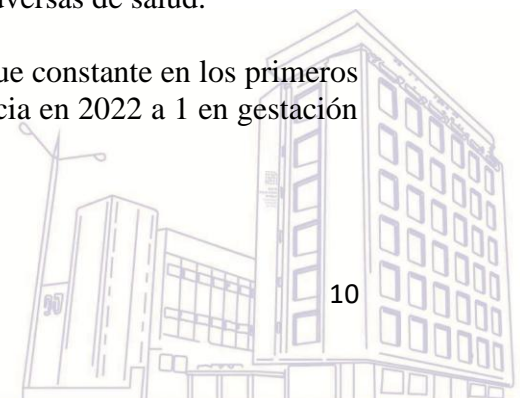 versas de salud.
ue constante en los primeros
cia en 2022 a 1 en gestación
10